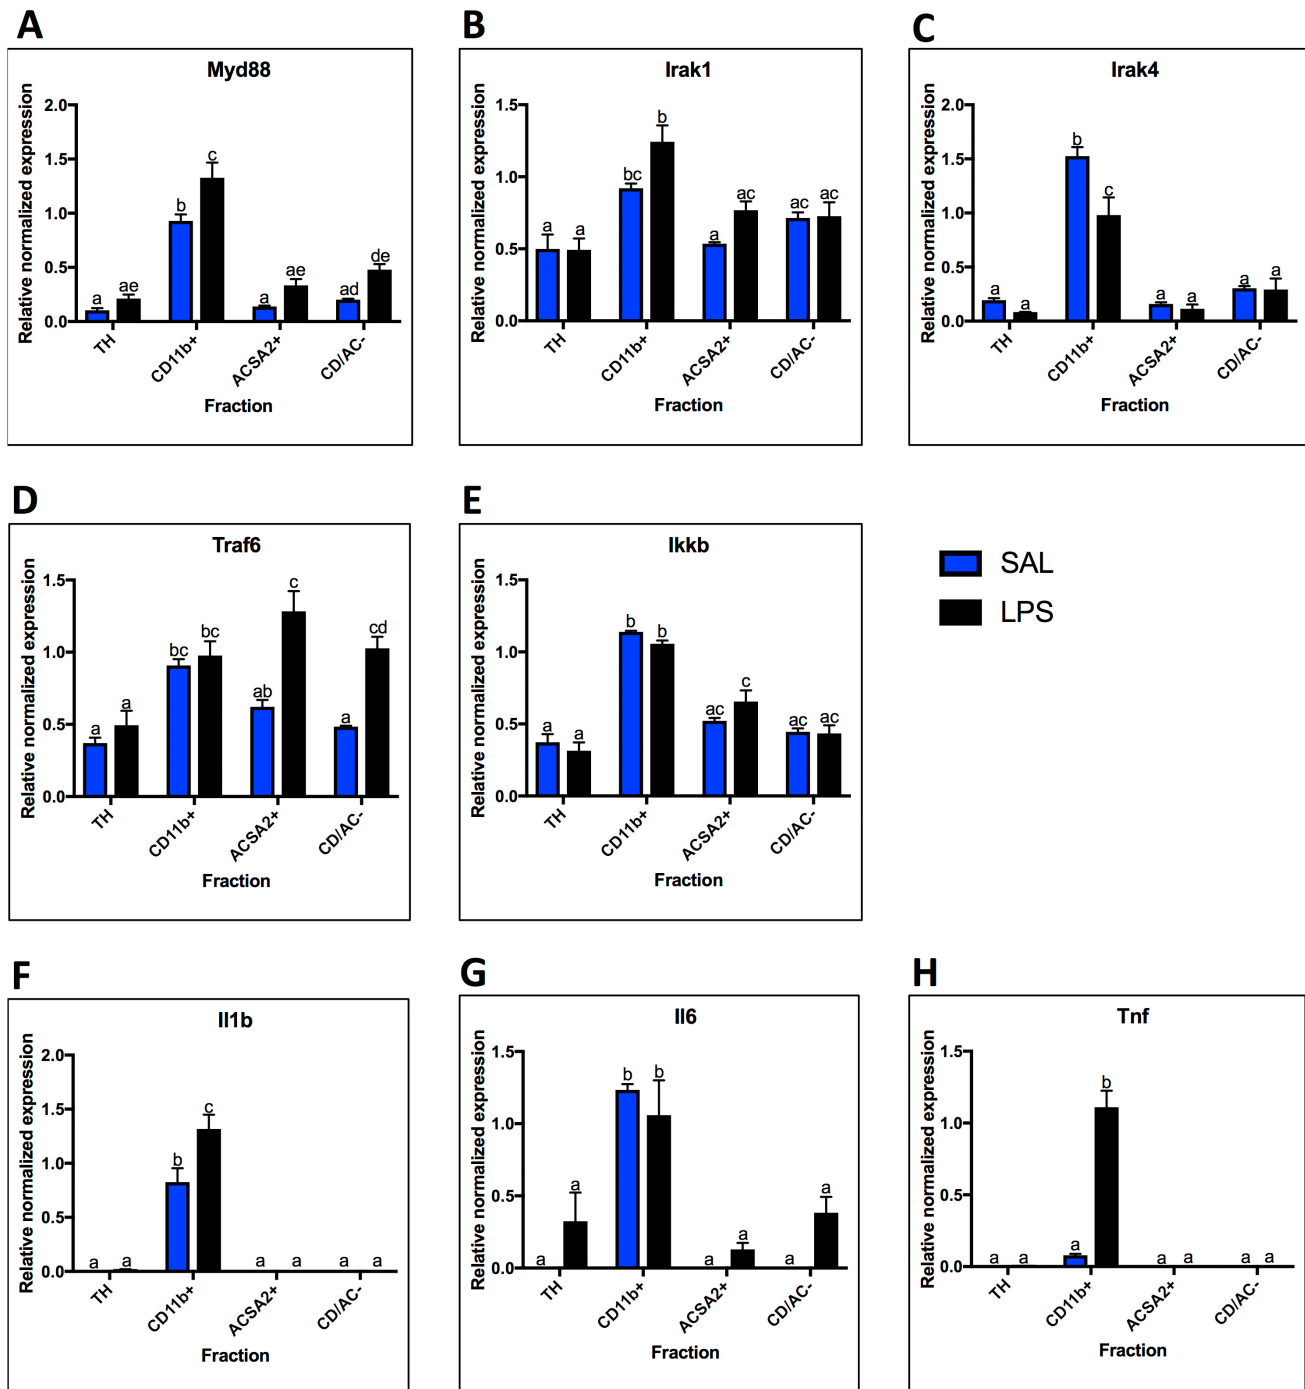 A
Myd88
Relative normalized expression
2.0
1.5
1.0
0.5
0.0
a
ae
b
c
a
ae
ad
de
TH
CD11b+
ACSA2+
CD/AC-
Fraction
B
Irak1
Relative normalized expression
1.5
1.0
0.5
0.0
a
a
bc
b
a
ac
ac
ac
TH
CD11b+
ACSA2+
CD/AC-
Fraction
C
Irak4
Relative normalized expression
2.0
1.5
1.0
0.5
0.0
a
a
b
c
a
a
a
a
TH
CD11b+
ACSA2+
CD/AC-
Fraction
D
Traf6
Relative normalized expression
1.5
1.0
0.5
0.0
a
a
bc
bc
ab
c
a
cd
TH
CD11b+
ACSA2+
CD/AC-
Fraction
E
Ikkb
Relative normalized expression
1.5
1.0
0.5
0.0
a
a
b
b
ac
c
ac
ac
TH
CD11b+
ACSA2+
CD/AC-
Fraction
SAL
LPS
F
Il1b
Relative normalized expression
2.0
1.5
1.0
0.5
0.0
a
a
b
c
a
a
a
a
TH
CD11b+
ACSA2+
CD/AC-
Fraction
G
Il6
Relative normalized expression
1.5
1.0
0.5
0.0
a
a
b
b
a
a
a
a
TH
CD11b+
ACSA2+
CD/AC-
Fraction
H
Tnf
Relative normalized expression
1.5
1.0
0.5
0.0
a
a
a
b
a
a
a
a
TH
CD11b+
ACSA2+
CD/AC-
Fraction